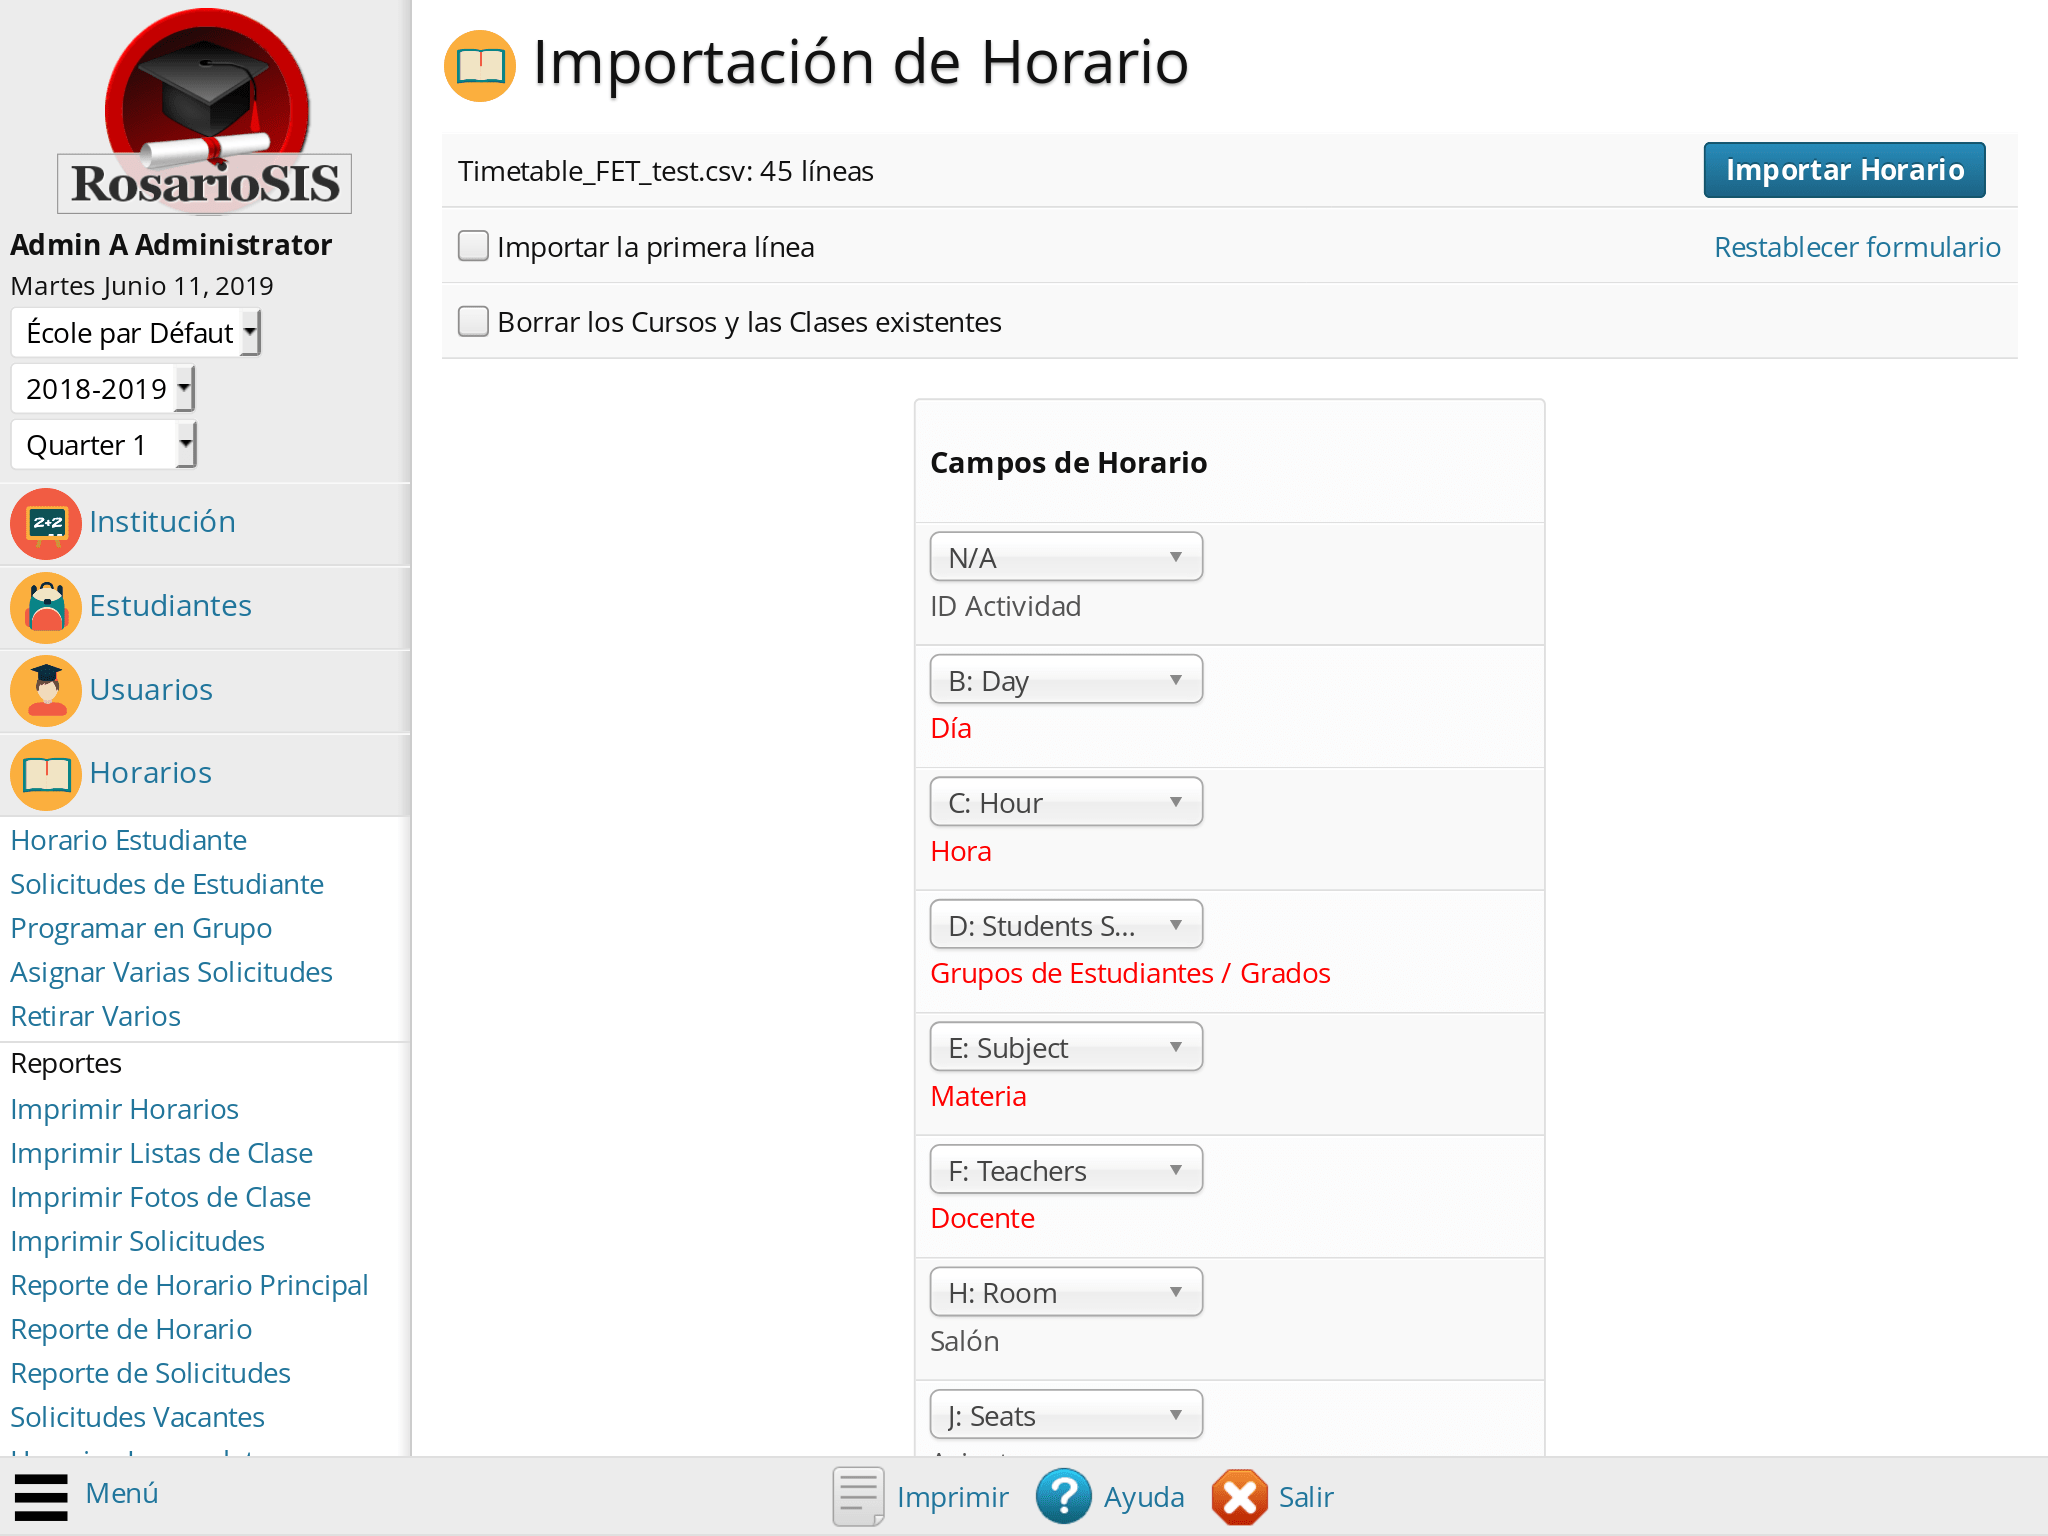 RosarioSIS
Admin A Administrator
Martes Junio 11, 2019
École par Défaut
2018-2019
Quarter 1
2+2
Institución
Estudiantes
Usuarios
Horarios
Horario Estudiante
Solicitudes de Estudiante
Programar en Grupo
Asignar Varias Solicitudes
Retirar Varios
Reportes
Imprimir Horarios
Imprimir Listas de Clase
Imprimir Fotos de Clase
Imprimir Solicitudes
Reporte de Horario Principal
Reporte de Horario
Reporte de Solicitudes
Solicitudes Vacantes
Importación de Horario
Timetable_FET_test.csv: 45 líneas
Importar Horario
Importar la primera línea
Restablecer formulario
Borrar los Cursos y las Clases existentes
Campos de Horario
N/A
ID Actividad
B: Day
Día
C: Hour
Hora
D: Students S...
Grupos de Estudiantes / Grados
E: Subject
Materia
F: Teachers
Docente
H: Room
Salón
J: Seats
Menú
Imprimir
Ayuda
Salir